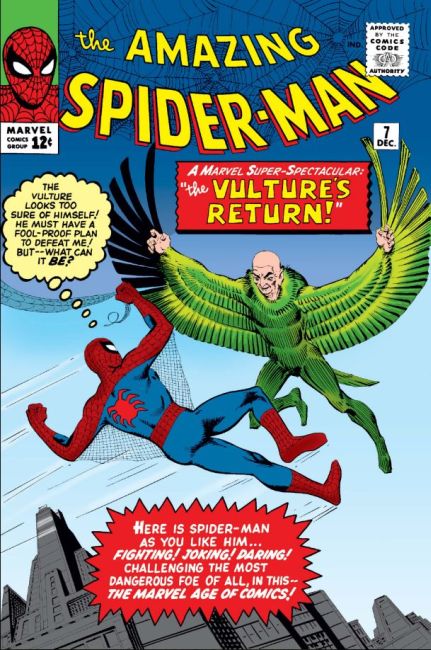 the AMAZING
SPIDER-MAN
IND.
APPROVED
BY THE
COMICS
CODE
AUTHORITY
MARVEL
COMICS
GROUP
12¢
7
DEC.
A MARVEL SUPER-SPECTACULAR:
"the VULTURE'S
RETURN!"
THE
VULTURE
LOOKS TOO
SURE OF HIMSELF!
HE MUST HAVE A
FOOL-PROOF PLAN
TO DEFEAT ME!
BUT--WHAT CAN
IT BE?
HERE IS SPIDER-MAN
AS YOU LIKE HIM...
FIGHTING! JOKING! DARING!
CHALLENGING THE MOST
DANGEROUS FOE OF ALL, IN THIS--
THE MARVEL AGE OF COMICS!